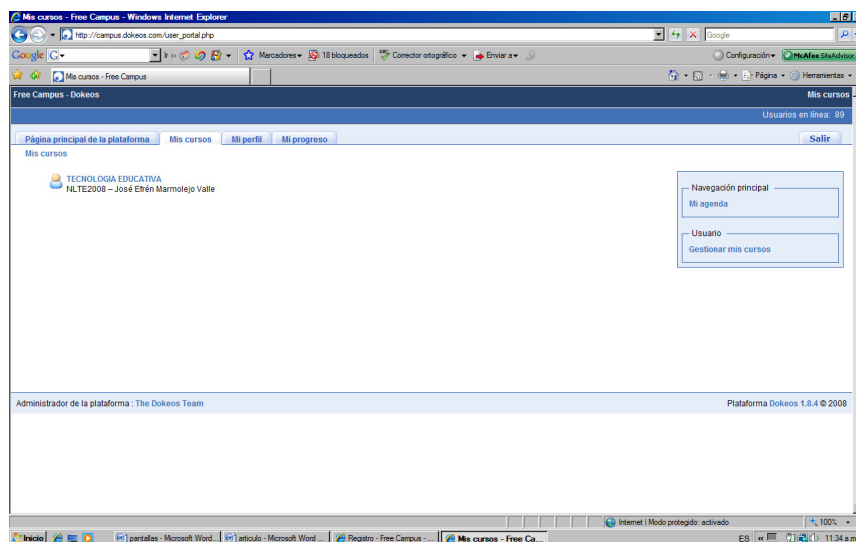 Mis cursos - Free Campus - Windows Internet Explorer
http://campus.dokeos.com/user_portal.php
Google
Google G
Ir
Marcadores
18 bloqueados
Corrector ortográfico
Enviar a
Configuración
McAfee SiteAdvisor
Mis cursos - Free Campus
Página
Herramientas
Free Campus - Dokeos
Mis cursos
Usuarios en línea: 89
Página principal de la plataforma
Mis cursos
Mi perfil
Mi progreso
Salir
Mis cursos
TECNOLOGIA EDUCATIVA
NLTE2008 – José Efrén Marmolejo Valle
Navegación principal
Mi agenda
Usuario
Gestionar mis cursos
Administrador de la plataforma : The Dokeos Team
Plataforma Dokeos 1.8.4 © 2008
Internet | Modo protegido: activado
100%
Inicio
pantallas - Microsoft Word...
articulo - Microsoft Word ...
Registro - Free Campus - ...
Mis cursos - Free Ca...
ES
11:34 a.m